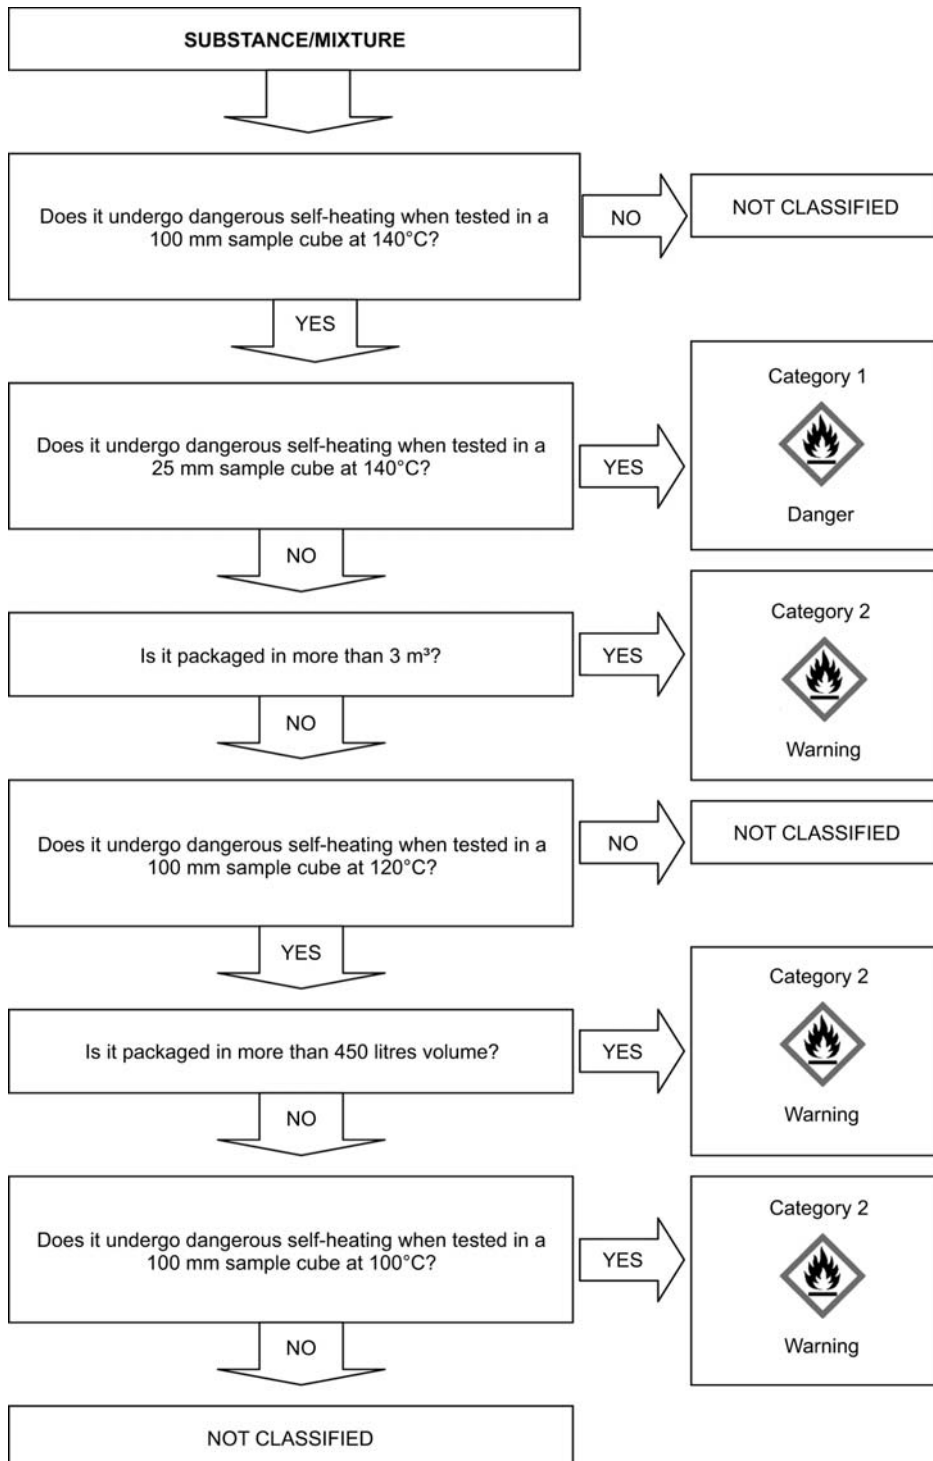 SUBSTANCE/MIXTURE
Does it undergo dangerous self-heating when tested in a
100 mm sample cube at 140°C?
NO
NOT CLASSIFIED
YES
Does it undergo dangerous self-heating when tested in a
25 mm sample cube at 140°C?
YES
Category 1
Danger
NO
Is it packaged in more than 3 m³?
YES
Category 2
Warning
NO
Does it undergo dangerous self-heating when tested in a
100 mm sample cube at 120°C?
NO
NOT CLASSIFIED
YES
Is it packaged in more than 450 litres volume?
YES
Category 2
Warning
NO
Does it undergo dangerous self-heating when tested in a
100 mm sample cube at 100°C?
YES
Category 2
Warning
NO
NOT CLASSIFIED